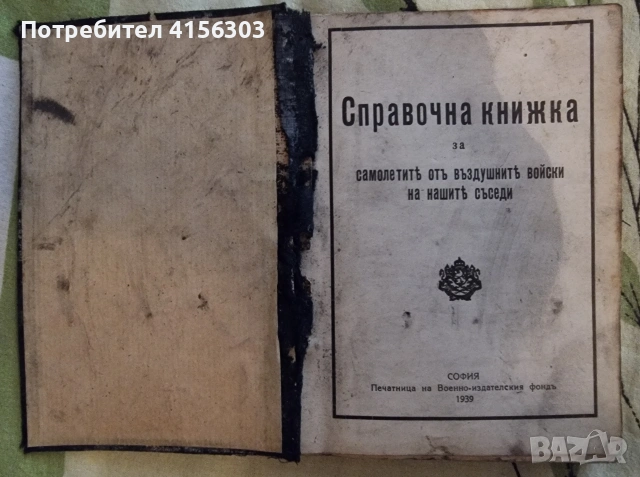 Потребител 4156303
Справочна книжка
за
самолетитѣ отъ въздушнитѣ войски
на нашитѣ съседи
СОФИЯ
Печатница на Военно-издателския фондъ
1939
BAZAR